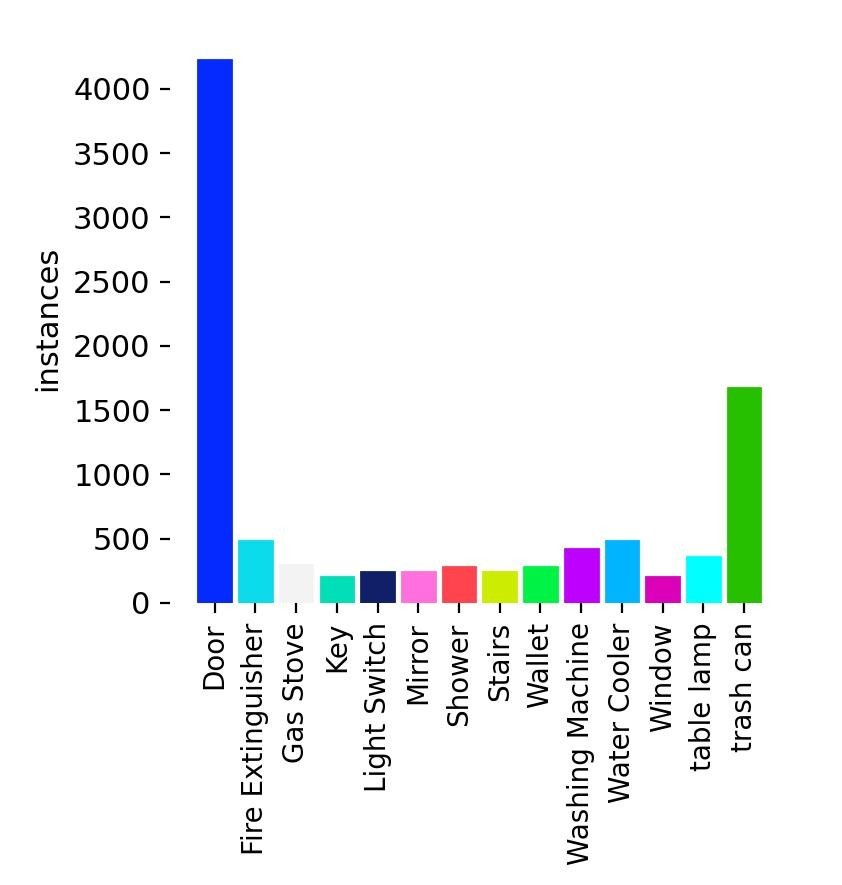 instances
4000
3500
3000
2500
2000
1500
1000
500
0
Door
Fire Extinguisher
Gas Stove
Key
Light Switch
Mirror
Shower
Stairs
Wallet
Washing Machine
Water Cooler
Window
table lamp
trash can